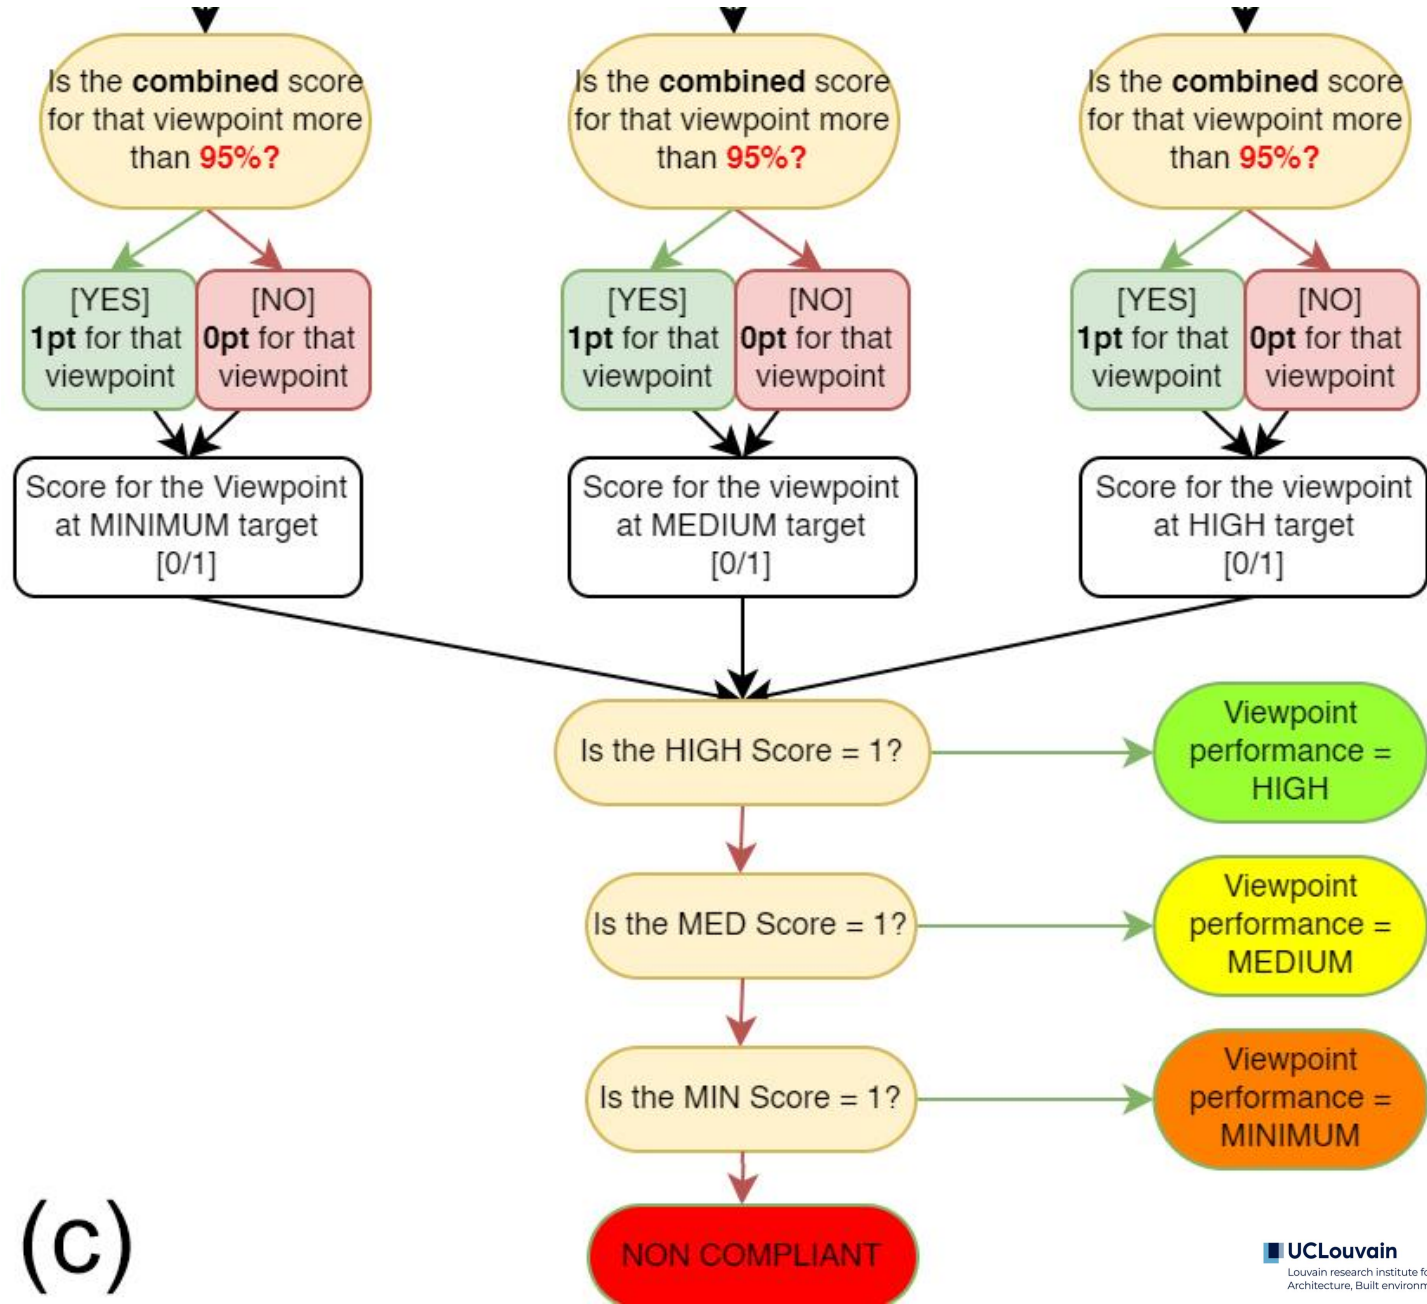 Is the combined score
for that viewpoint more
than 95%?
Is the combined score
for that viewpoint more
than 95%?
Is the combined score
for that viewpoint more
than 95%?
[YES]
1pt for that
viewpoint
[NO]
0pt for that
viewpoint
[YES]
1pt for that
viewpoint
[NO]
0pt for that
viewpoint
[YES]
1pt for that
viewpoint
[NO]
0pt for that
viewpoint
Score for the Viewpoint
at MINIMUM target
[0/1]
Score for the viewpoint
at MEDIUM target
[0/1]
Score for the viewpoint
at HIGH target
[0/1]
Is the HIGH Score = 1?
Viewpoint
performance =
HIGH
Is the MED Score = 1?
Viewpoint
performance =
MEDIUM
Is the MIN Score = 1?
Viewpoint
performance =
MINIMUM
NON COMPLIANT
(c)
UCLouvain
Louvain research institute
Architecture, Built